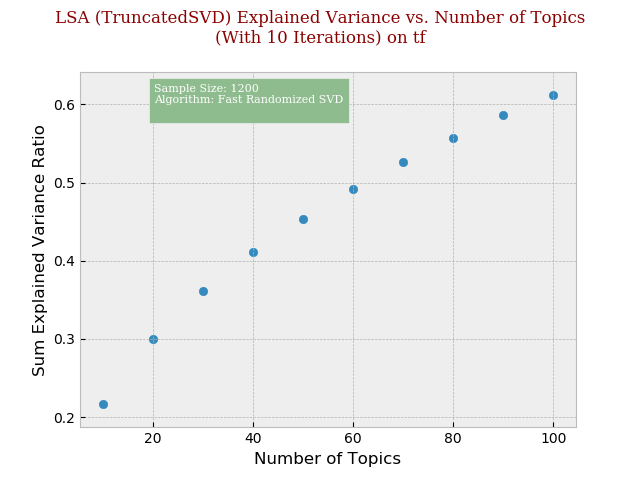 LSA (TruncatedSVD) Explained Variance vs. Number of Topics
(With 10 Iterations) on tf
Sample Size: 1200
Algorithm: Fast Randomized SVD
Sum Explained Variance Ratio
0.6
0.5
0.4
0.3
0.2
20 40 60 80 100
Number of Topics